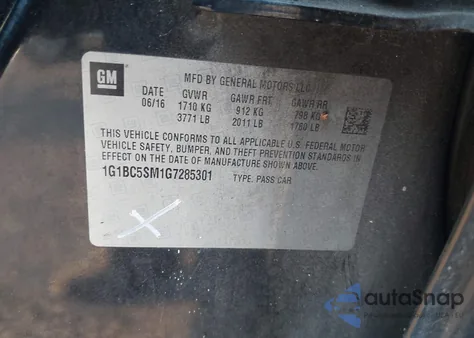 GM
MFD BY GENERAL MOTORS LLC
DATE GVWR GAWR FRT GAWR RR
06/16 1710 KG 912 KG 798 KG
3771 LB 2011 LB 1760 LB
THIS VEHICLE CONFORMS TO ALL APPLICABLE U.S. FEDERAL MOTOR
VEHICLE SAFETY, BUMPER, AND THEFT PREVENTION STANDARDS IN
EFFECT ON THE DATE OF MANUFACTURE SHOWN ABOVE.
1G1BC5SM1G7285301 TYPE: PASS CAR
autoSnap